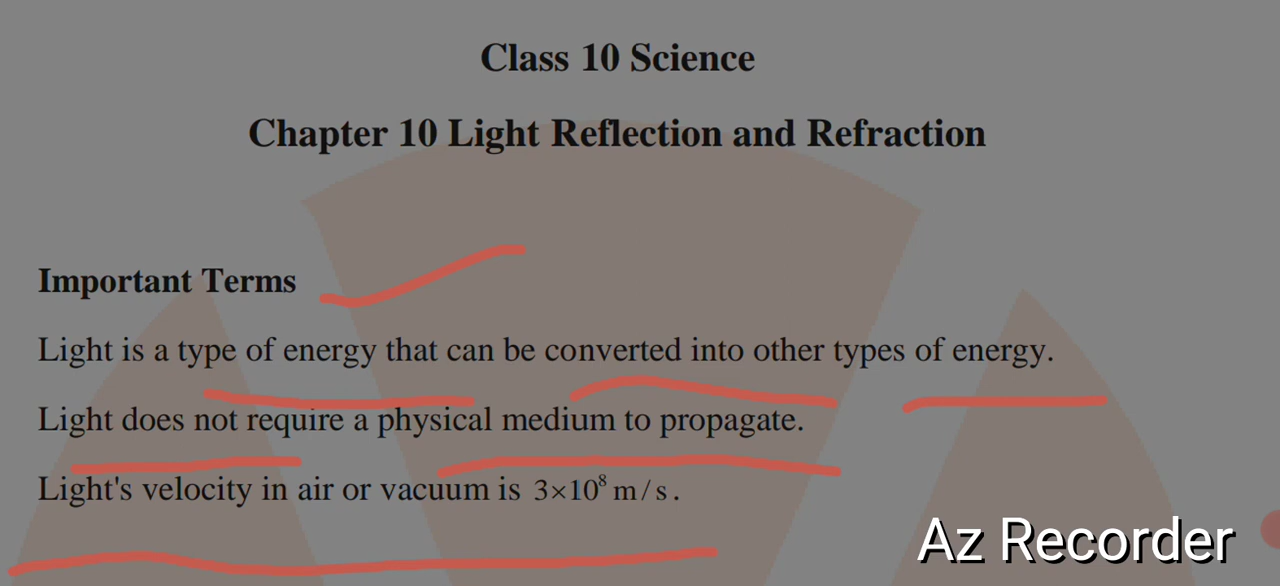 Class 10 Science
Chapter 10 Light Reflection and Refraction
Important Terms
Light is a type of energy that can be converted into other types of energy.
Light does not require a physical medium to propagate.
Light's velocity in air or vacuum is 3×10⁸ m/s.
Az Recorder